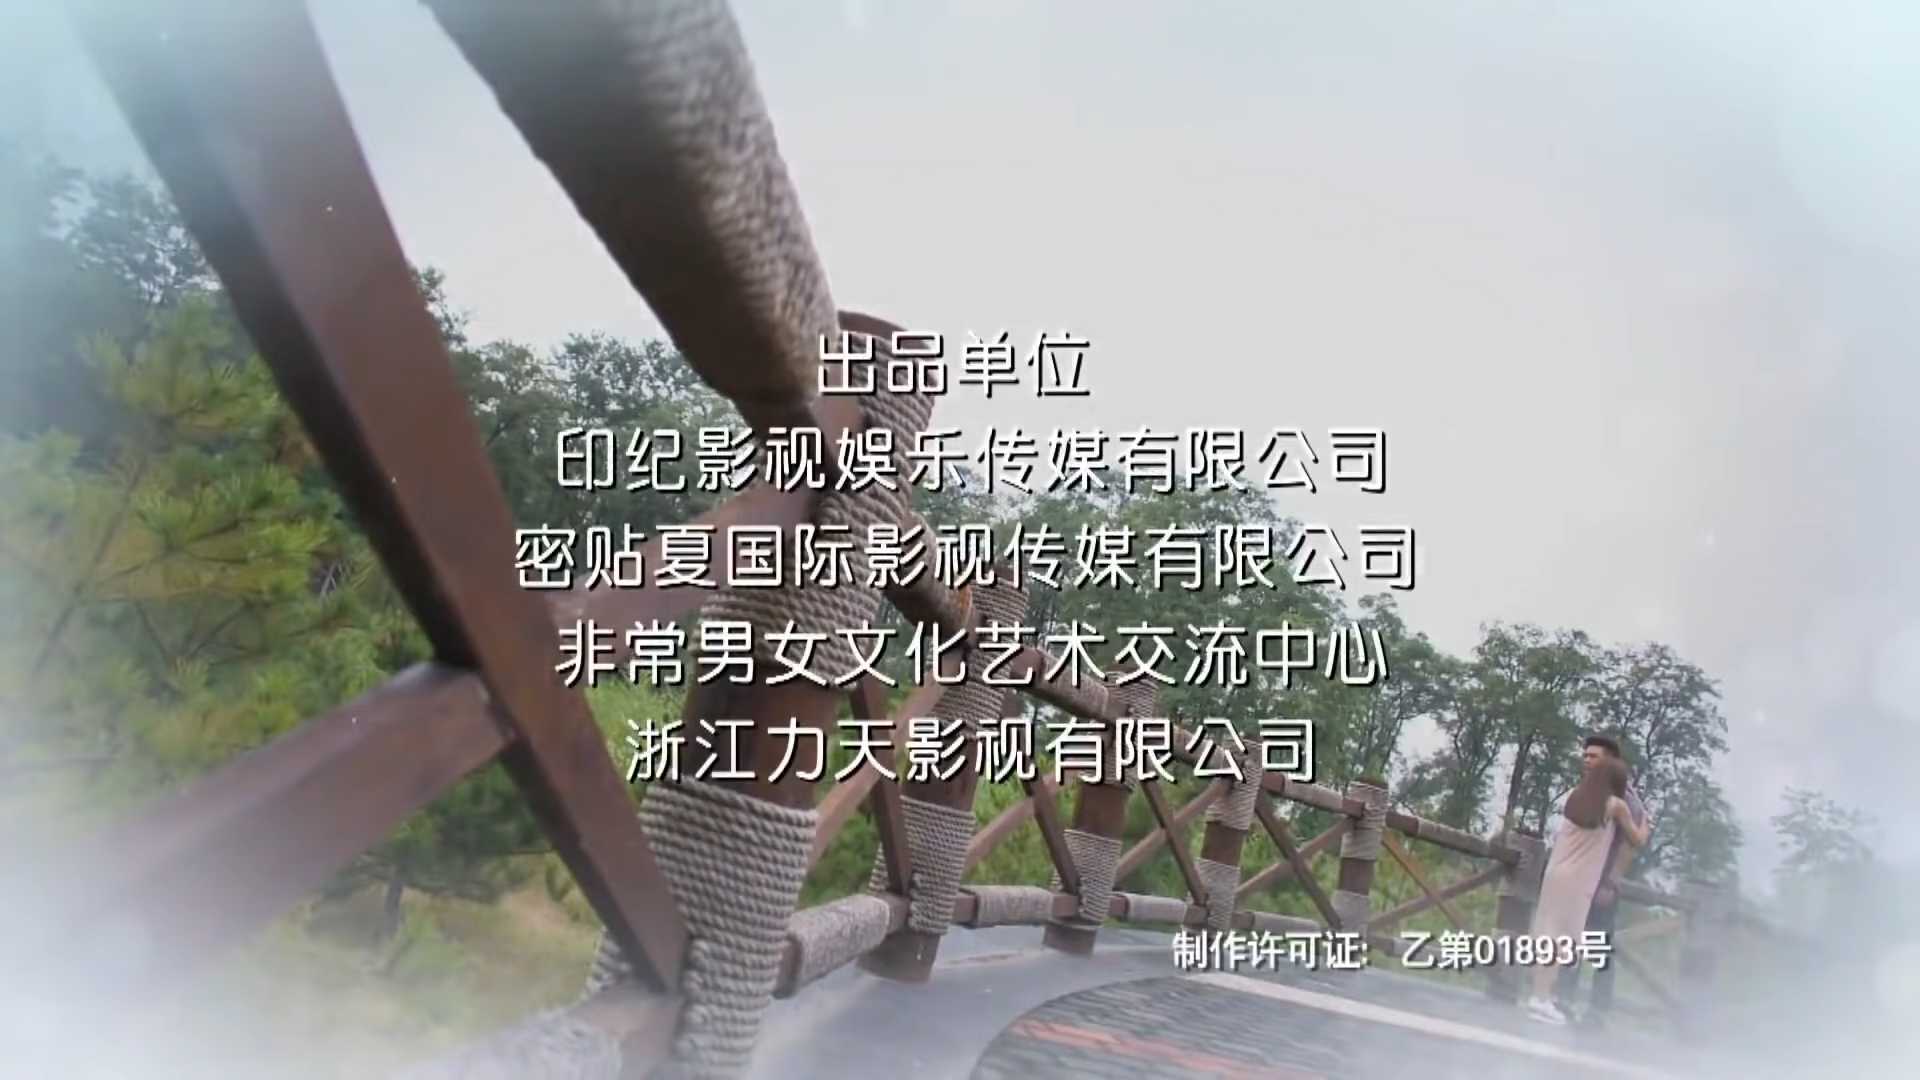 出品单位
印纪影视娱乐传媒有限公司
密贴夏国际影视传媒有限公司
非常男女文化艺术交流中心
浙江力天影视有限公司
制作许可证: 乙第01893号